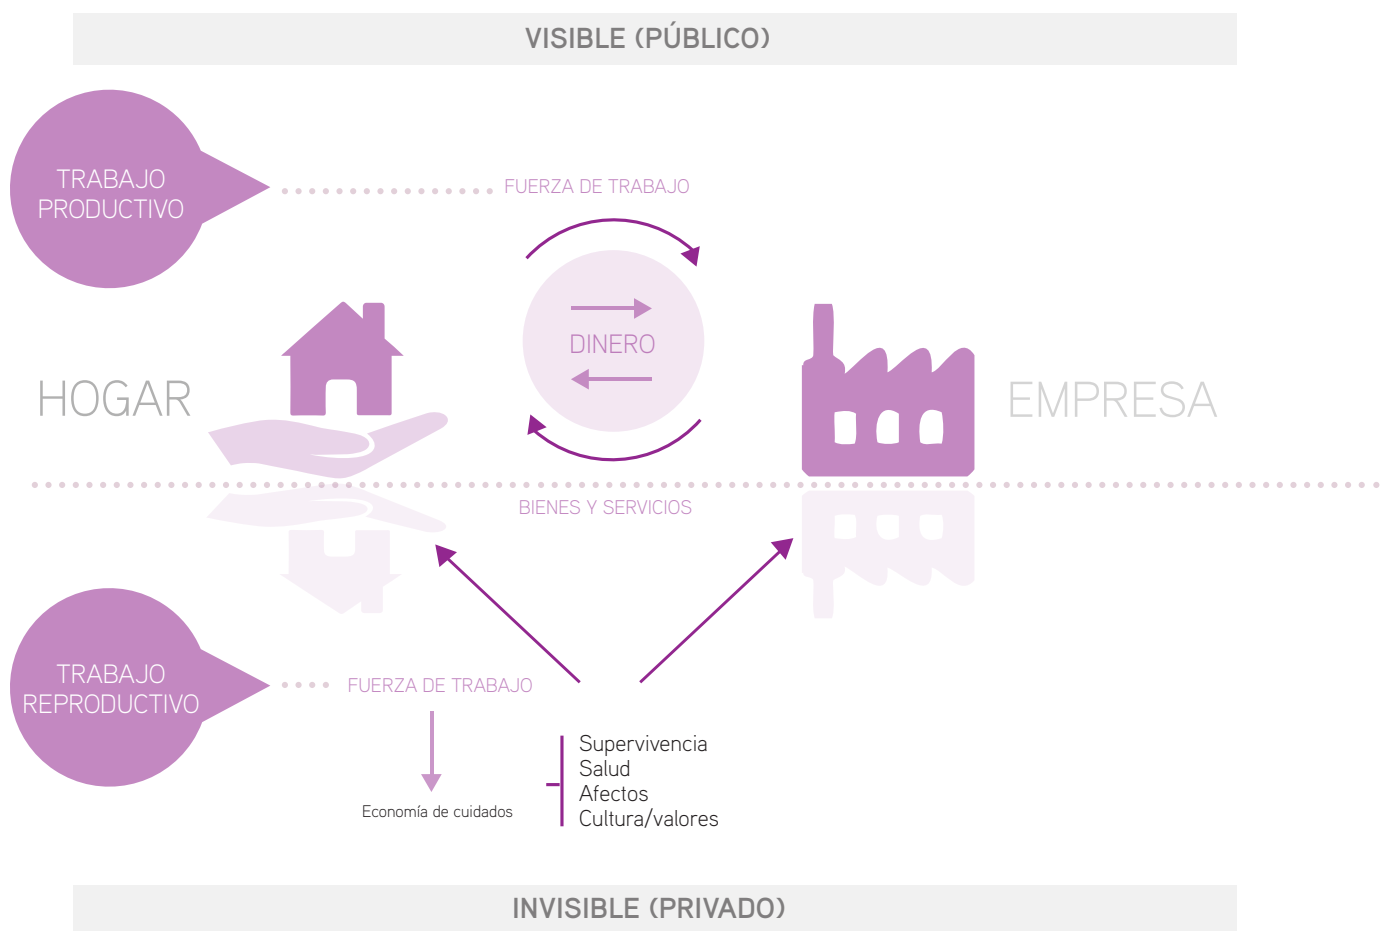 VISIBLE (PÚBLICO)
TRABAJO
PRODUCTIVO
FUERZA DE TRABAJO
DINERO
HOGAR
EMPRESA
BIENES Y SERVICIOS
TRABAJO
REPRODUCTIVO
FUERZA DE TRABAJO
Supervivencia
Salud
Afectos
Cultura/valores
Economía de cuidados
INVISIBLE (PRIVADO)